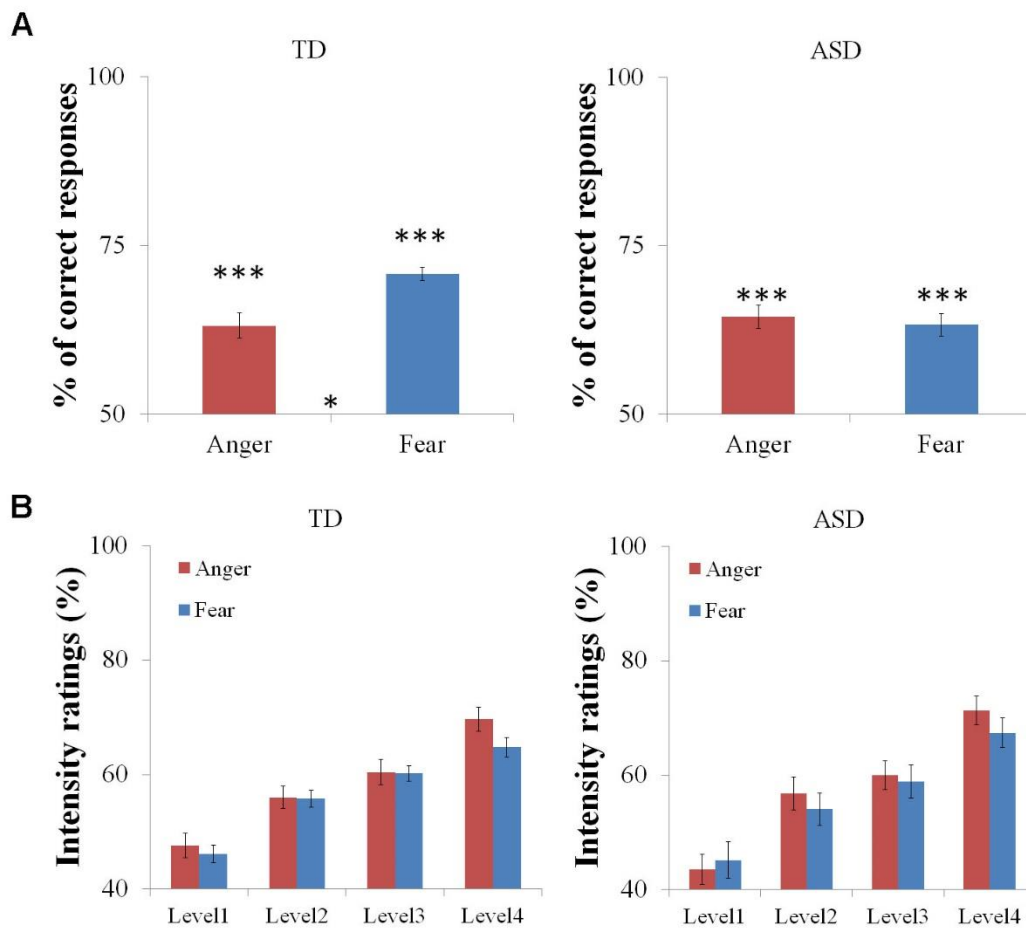 A
TD
ASD
% of correct responses
100
75
50
***
***
*
Anger
Fear
% of correct responses
100
75
50
***
***
Anger
Fear
B
TD
ASD
Intensity ratings (%)
100
80
60
40
Anger
Fear
Level1 Level2 Level3 Level4
Intensity ratings (%)
100
80
60
40
Anger
Fear
Level1 Level2 Level3 Level4